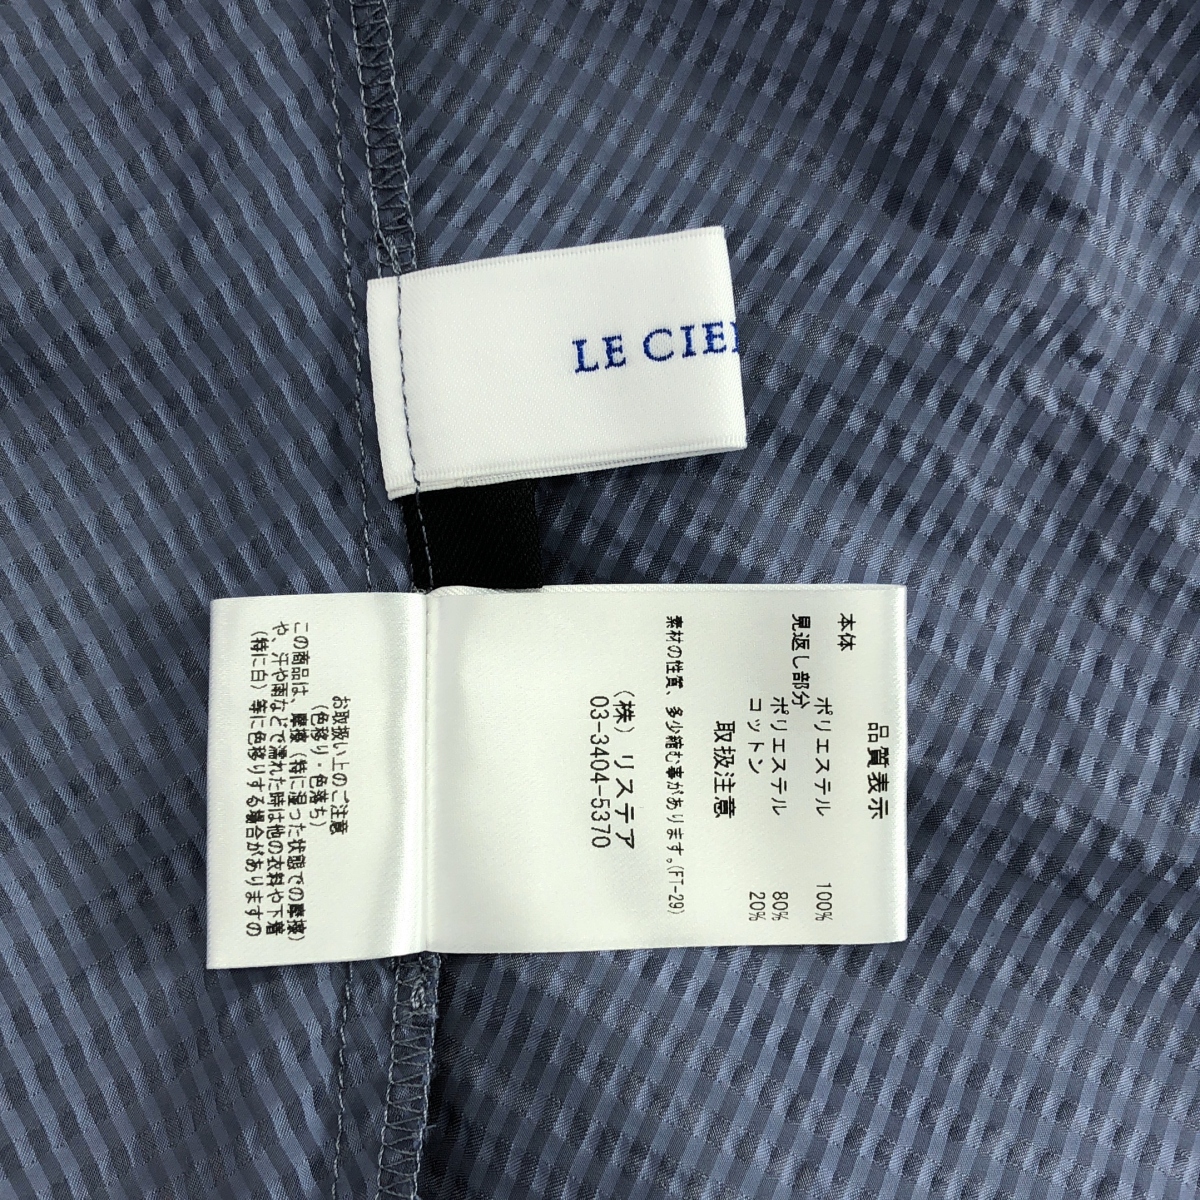 LE CIE
品質表示
本体
ポリエステル 100%
見返し部分
ポリエステル 80%
コットン 20%
取扱注意
素材の性質、多少縮む事があります。(FT-29)
(株)リステア
03-3404-5370
お取扱い上のご注意
(色移り・色落ち)
この商品は、摩擦(特に湿った状態での摩擦)
や、汗や雨などで濡れた時は他の衣料や下着
(特に白)等に色移りする場合がありますの